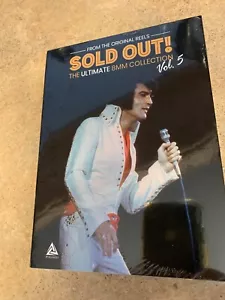 FROM THE ORIGINAL REELS
SOLD OUT!
THE ULTIMATE 8MM COLLECTION
Vol. 5